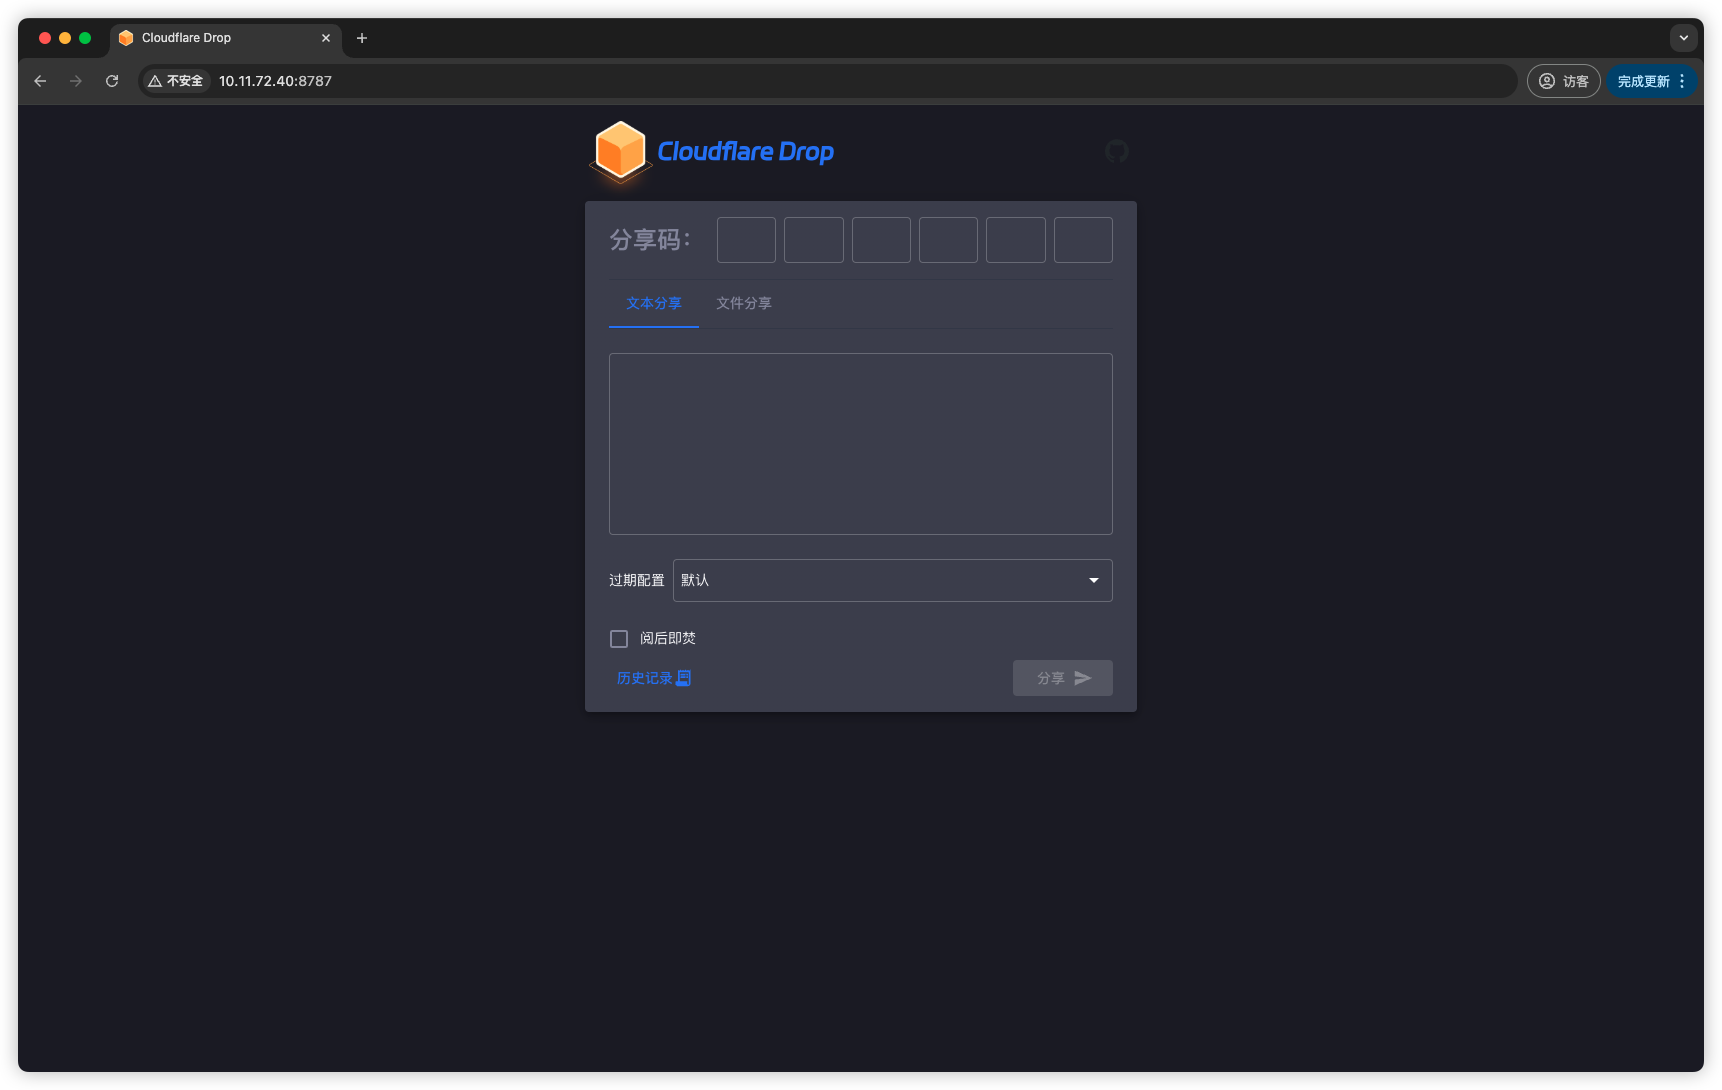 Cloudflare Drop
不安全 10.11.72.40:8787 访客 完成更新
Cloudflare Drop
分享码：
文本分享 文件分享
过期配置 默认
阅后即焚
历史记录 分享